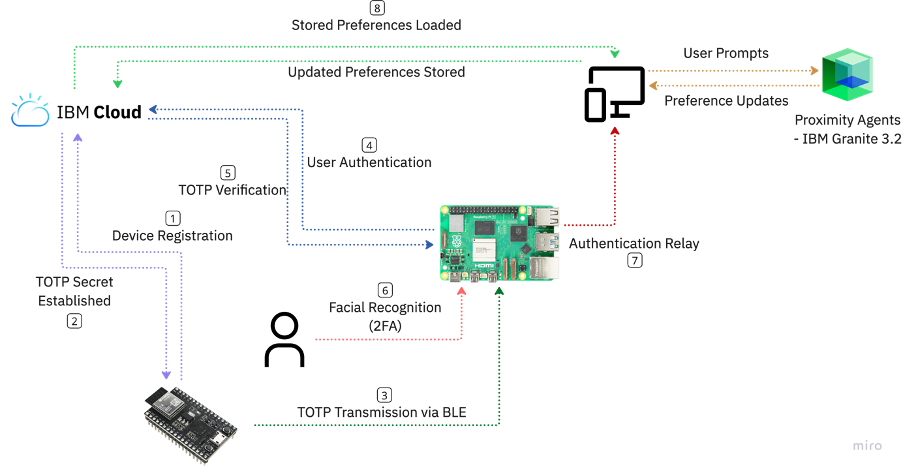 8
Stored Preferences Loaded
Updated Preferences Stored
User Prompts
Preference Updates
Proximity Agents
- IBM Granite 3.2
IBM Cloud
4
User Authentication
5
TOTP Verification
1
Device Registration
TOTP Secret
Established
2
Authentication Relay
7
6
Facial Recognition
(2FA)
3
TOTP Transmission via BLE
HDMI
miro